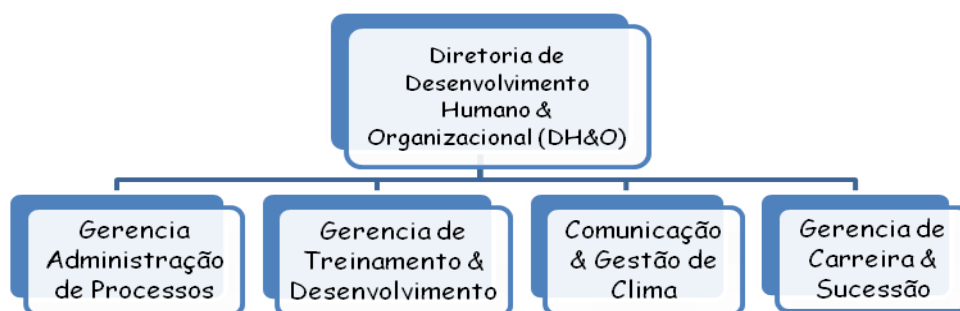 Diretoria de
Desenvolvimento
Humano &
Organizacional (DH&O)
Gerencia
Administração
de Processos
Gerencia de
Treinamento &
Desenvolvimento
Comunicação
& Gestão de
Clima
Gerencia de
Carreira &
Sucessão